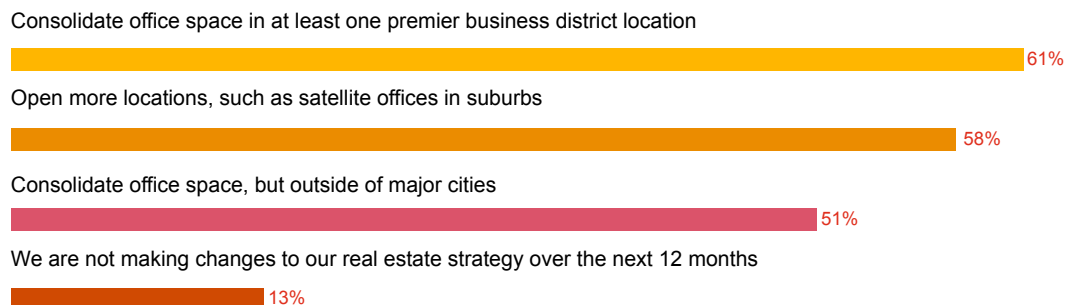 Consolidate office space in at least one premier business district location
61%
Open more locations, such as satellite offices in suburbs
58%
Consolidate office space, but outside of major cities
51%
We are not making changes to our real estate strategy over the next 12 months
13%